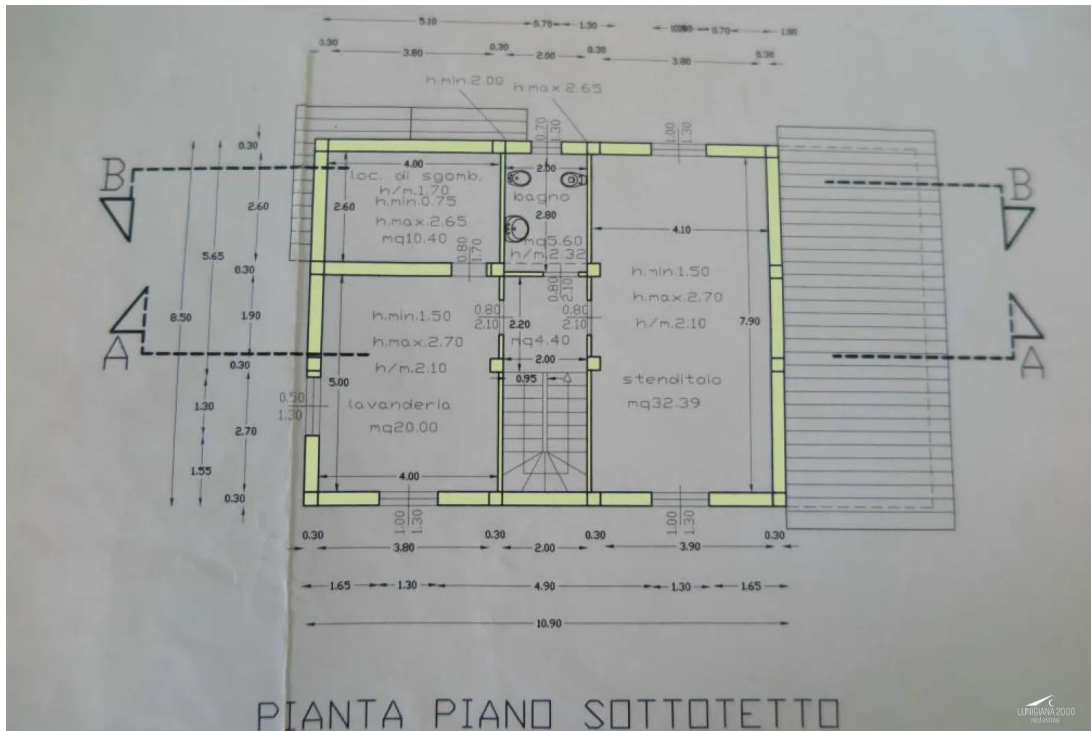 5.10 0.70 1.30 0.70 1.00
0.30 3.80 0.30 2.00 0.30 3.80 0.30
h.min.2.00 h.max.2.65
0.70
1.30
1.00
1.30
B
B
4.00
loc. di sgomb.
h/m.1.70
h.min.0.75
h.max.2.65
mq10.40
2.00
bagno
2.80
mq5.60
h/m.2.32
4.10
0.30
2.60
2.60
5.65
8.50
0.30
1.90
0.30
1.30
2.70
1.55
0.30
0.80
1.70
0.80
2.10
h.min.1.50
h.max.2.70
h/m.2.10
0.80
2.10
2.20
0.80
2.10
mq4.40
2.00
0.95
h.min.1.50
h.max.2.70
h/m.2.10
7.90
A
A
5.00
0.50
1.30
lavanderia
mq20.00
stenditoio
mq32.39
4.00
1.00
1.30
1.00
1.30
0.30 0.30 0.30 0.30
3.80 2.00 3.90
1.65 1.30 4.90 1.30 1.65
10.90
PIANTA PIANO SOTTOTETTO
LUNIGIANA 2000